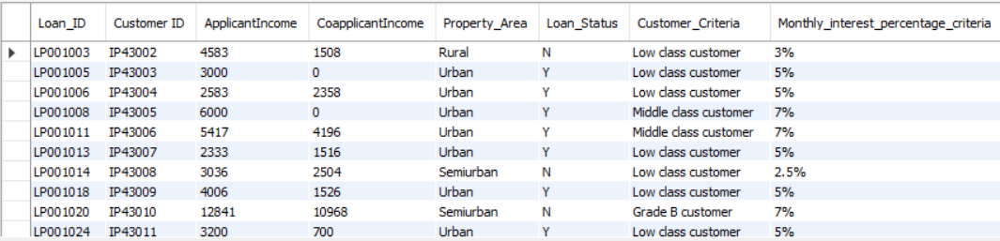 Loan_ID Customer ID ApplicantIncome CoapplicantIncome Property_Area Loan_Status Customer_Criteria Monthly_interest_percentage_criteria
LP001003 IP43002 4583 1508 Rural N Low class customer 3%
LP001005 IP43003 3000 0 Urban Y Low class customer 5%
LP001006 IP43004 2583 2358 Urban Y Low class customer 5%
LP001008 IP43005 6000 0 Urban Y Middle class customer 7%
LP001011 IP43006 5417 4196 Urban Y Middle class customer 7%
LP001013 IP43007 2333 1516 Urban Y Low class customer 5%
LP001014 IP43008 3036 2504 Semiurban N Low class customer 2.5%
LP001018 IP43009 4006 1526 Urban Y Low class customer 5%
LP001020 IP43010 12841 10968 Semiurban N Grade B customer 7%
LP001024 IP43011 3200 700 Urban Y Low class customer 5%